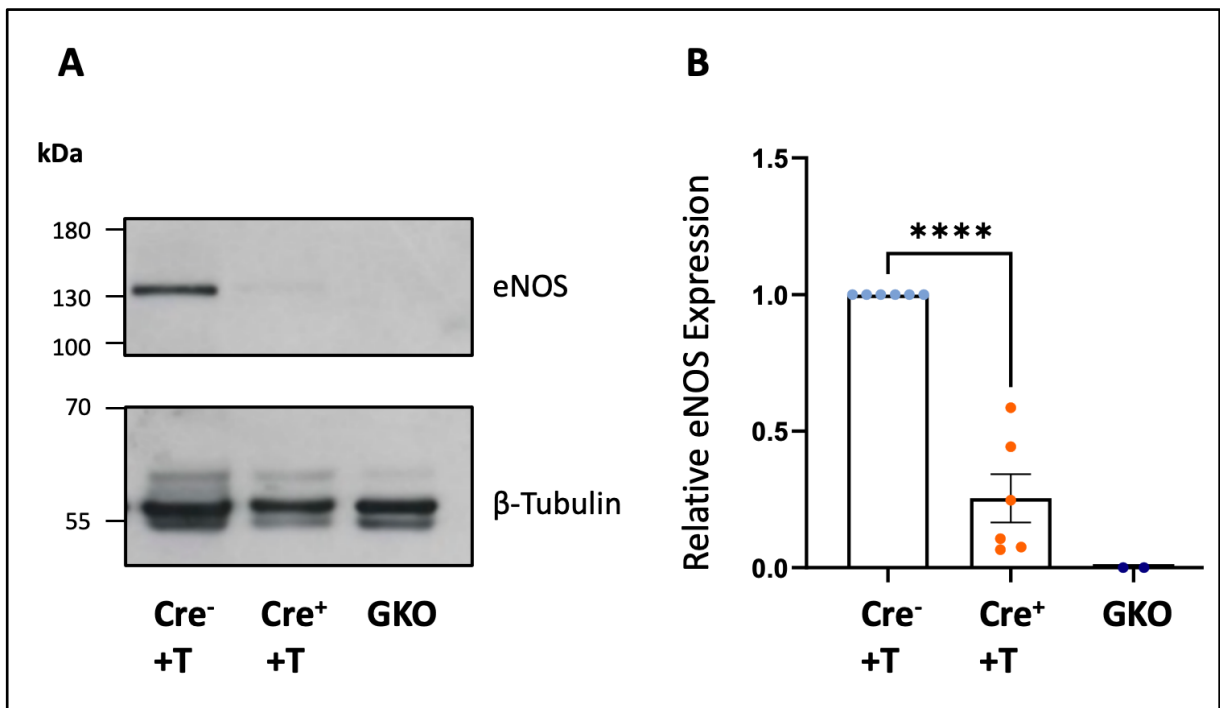 A
kDa
180
130
100
eNOS
70
55
β-Tubulin
Cre⁻ Cre⁺ GKO
+T +T
B
Relative eNOS Expression
1.5
1.0
0.5
0.0
****
Cre⁻ Cre⁺ GKO
+T +T